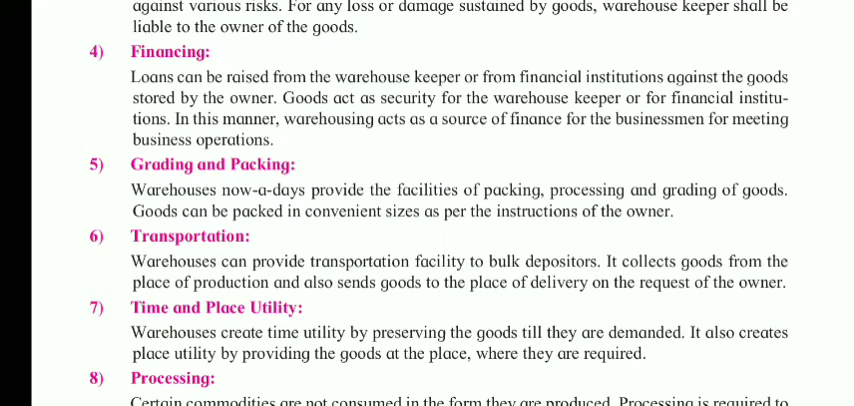 against various risks. For any loss or damage sustained by goods, warehouse keeper shall be
liable to the owner of the goods.
4) Financing:
Loans can be raised from the warehouse keeper or from financial institutions against the goods
stored by the owner. Goods act as security for the warehouse keeper or for financial institu-
tions. In this manner, warehousing acts as a source of finance for the businessmen for meeting
business operations.
5) Grading and Packing:
Warehouses now-a-days provide the facilities of packing, processing and grading of goods.
Goods can be packed in convenient sizes as per the instructions of the owner.
6) Transportation:
Warehouses can provide transportation facility to bulk depositors. It collects goods from the
place of production and also sends goods to the place of delivery on the request of the owner.
7) Time and Place Utility:
Warehouses create time utility by preserving the goods till they are demanded. It also creates
place utility by providing the goods at the place, where they are required.
8) Processing:
Certain commodities are not consumed in the form they are produced. Processing is required to